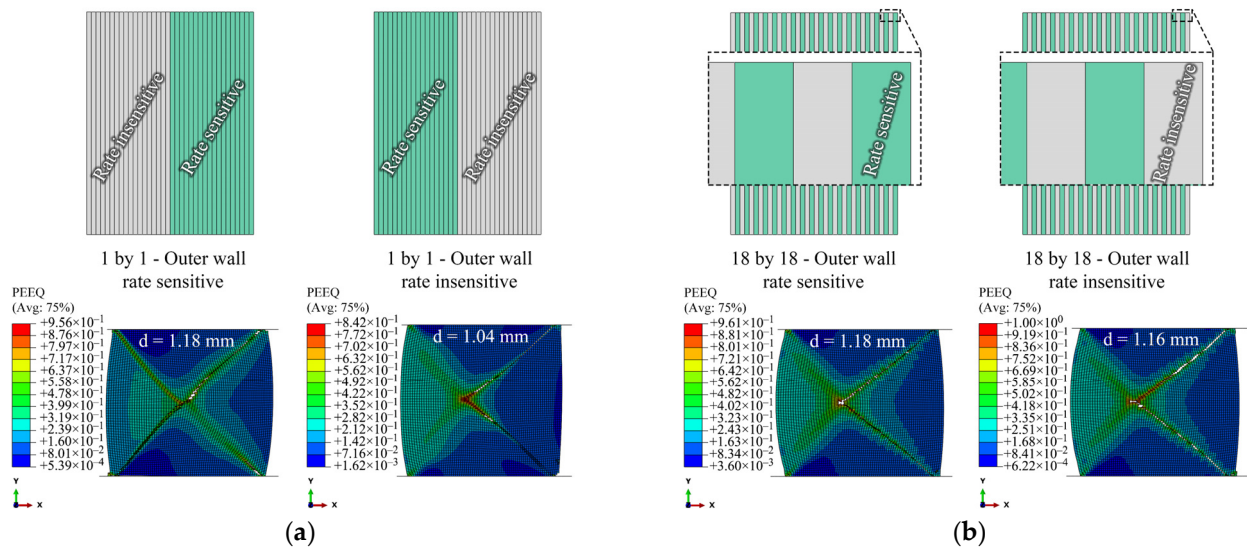 Rate insensitive
Rate sensitive
1 by 1 - Outer wall
rate sensitive
Rate sensitive
Rate insensitive
1 by 1 - Outer wall
rate insensitive
Rate sensitive
18 by 18 - Outer wall
rate sensitive
Rate insensitive
18 by 18 - Outer wall
rate insensitive
PEEQ
(Avg: 75%)
+9.56×10⁻¹
+8.76×10⁻¹
+7.97×10⁻¹
+7.17×10⁻¹
+6.37×10⁻¹
+5.58×10⁻¹
+4.78×10⁻¹
+3.99×10⁻¹
+3.19×10⁻¹
+2.39×10⁻¹
+1.60×10⁻¹
+8.01×10⁻²
+5.39×10⁻⁴
d = 1.18 mm
Y
X
PEEQ
(Avg: 75%)
+8.42×10⁻¹
+7.72×10⁻¹
+7.02×10⁻¹
+6.32×10⁻¹
+5.62×10⁻¹
+4.92×10⁻¹
+4.22×10⁻¹
+3.52×10⁻¹
+2.82×10⁻¹
+2.12×10⁻¹
+1.42×10⁻¹
+7.16×10⁻²
+1.62×10⁻³
d = 1.04 mm
Y
X
PEEQ
(Avg: 75%)
+9.61×10⁻¹
+8.81×10⁻¹
+8.01×10⁻¹
+7.21×10⁻¹
+6.42×10⁻¹
+5.62×10⁻¹
+4.82×10⁻¹
+4.02×10⁻¹
+3.23×10⁻¹
+2.43×10⁻¹
+1.63×10⁻¹
+8.34×10⁻²
+3.60×10⁻³
d = 1.18 mm
Y
X
PEEQ
(Avg: 75%)
+1.00×10⁰
+9.19×10⁻¹
+8.36×10⁻¹
+7.52×10⁻¹
+6.69×10⁻¹
+5.85×10⁻¹
+5.02×10⁻¹
+4.18×10⁻¹
+3.35×10⁻¹
+2.51×10⁻¹
+1.68×10⁻¹
+8.41×10⁻²
+6.22×10⁻⁴
d = 1.16 mm
Y
X
(a)
(b)